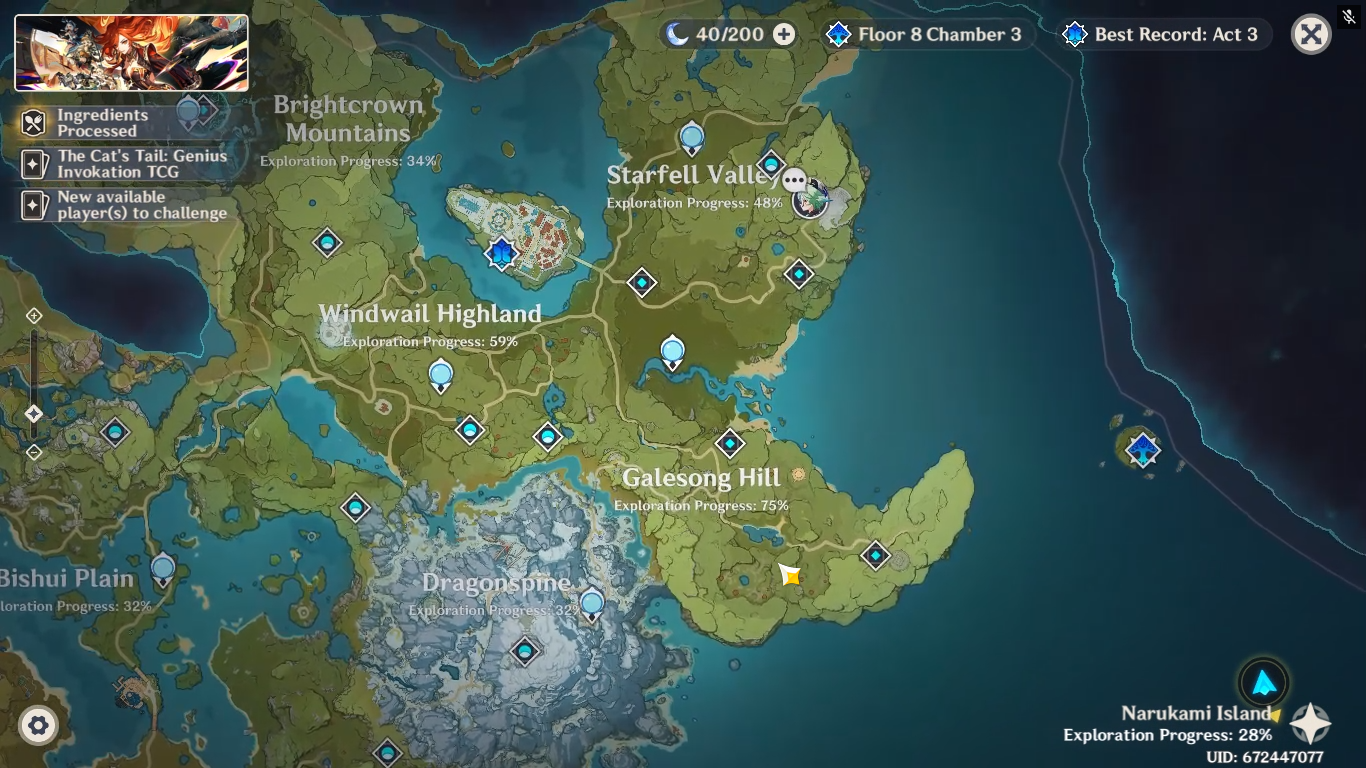 40/200
Floor 8 Chamber 3
Best Record: Act 3
Brightcrown
Mountains
Exploration Progress: 34%
Ingredients
Processed
The Cat's Tail: Genius
Invokation TCG
New available
player(s) to challenge
Starfell Valley
Exploration Progress: 48%
Windwail Highland
Exploration Progress: 59%
Galesong Hill
Exploration Progress: 75%
Dragonspine
Exploration Progress: 32%
Bishui Plain
loration Progress: 32%
Narukami Island
Exploration Progress: 28%
UID: 672447077